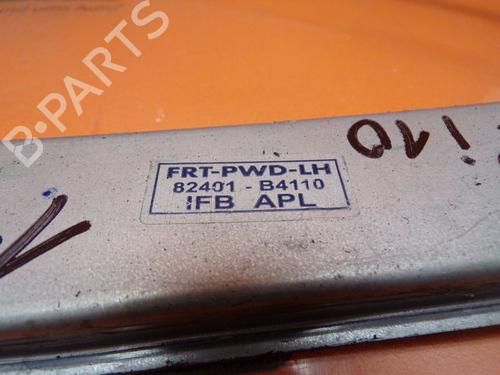 FRT-PWD-LH
82401 - B4110
IFB APL
i10
B-PARTS